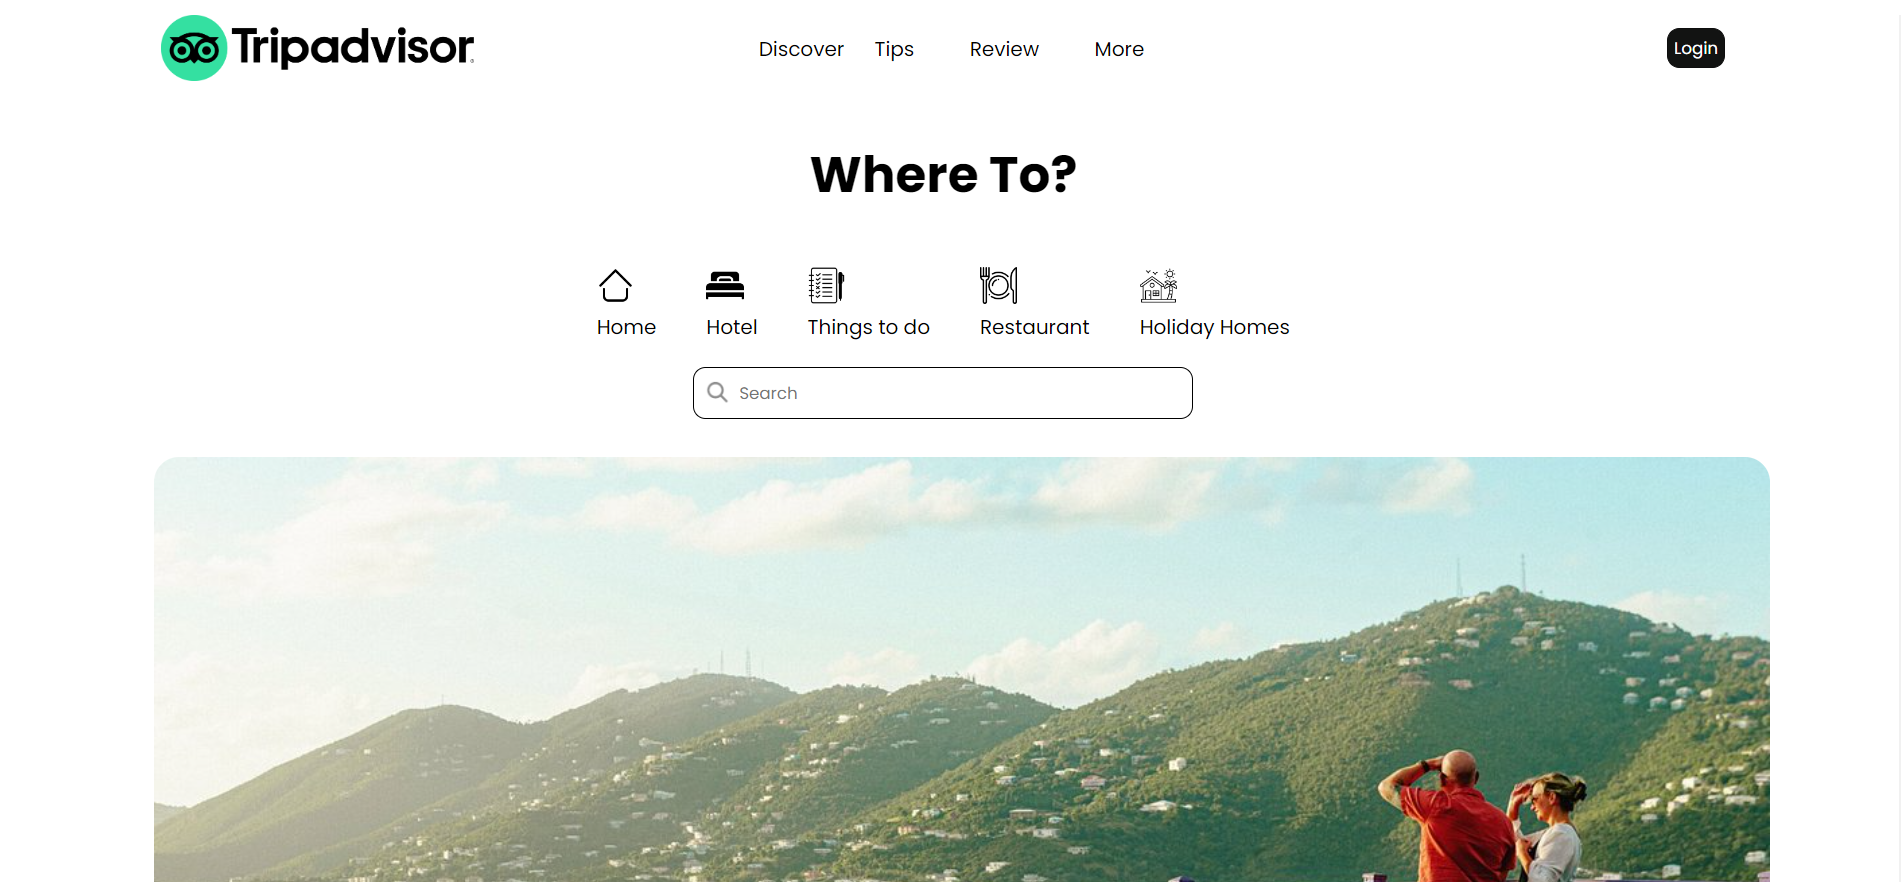 Tripadvisor
Discover Tips Review More
Login
Where To?
Home Hotel Things to do Restaurant Holiday Homes
Search